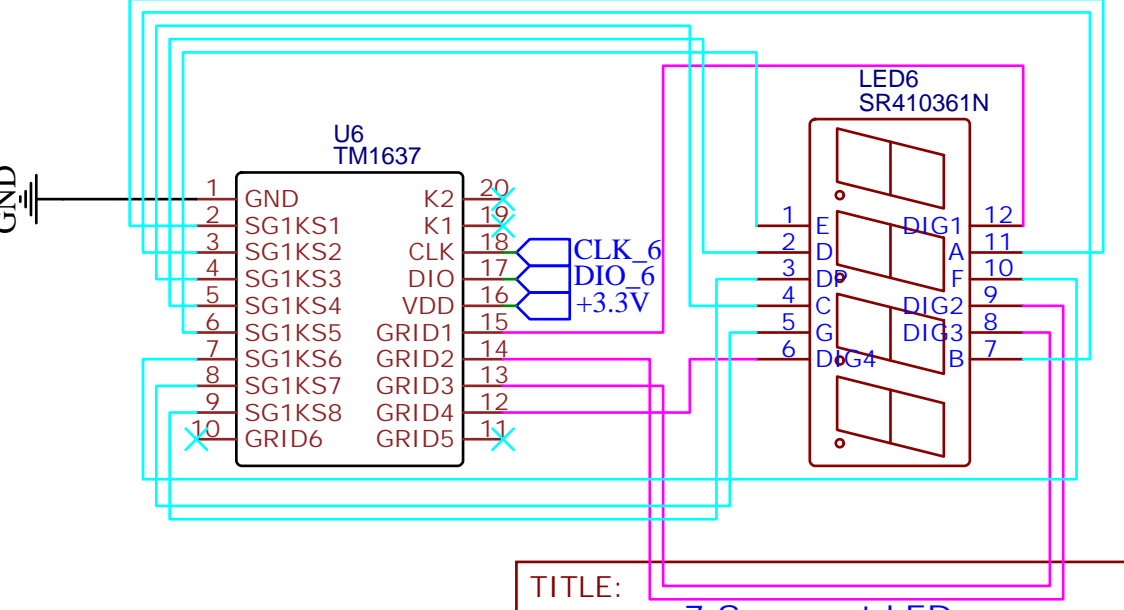 LED6
SR410361N
U6
TM1637
GND
1 GND K2 20
2 SG1KS1 K1 19
3 SG1KS2 CLK 18 CLK_6
4 SG1KS3 DIO 17 DIO_6
5 SG1KS4 VDD 16 +3.3V
6 SG1KS5 GRID1 15
7 SG1KS6 GRID2 14
8 SG1KS7 GRID3 13
9 SG1KS8 GRID4 12
10 GRID6 GRID5 11
1 E DIG1 12
2 D A 11
3 DP F 10
4 C DIG2 9
5 G DIG3 8
6 DIG4 B 7
TITLE:
LED